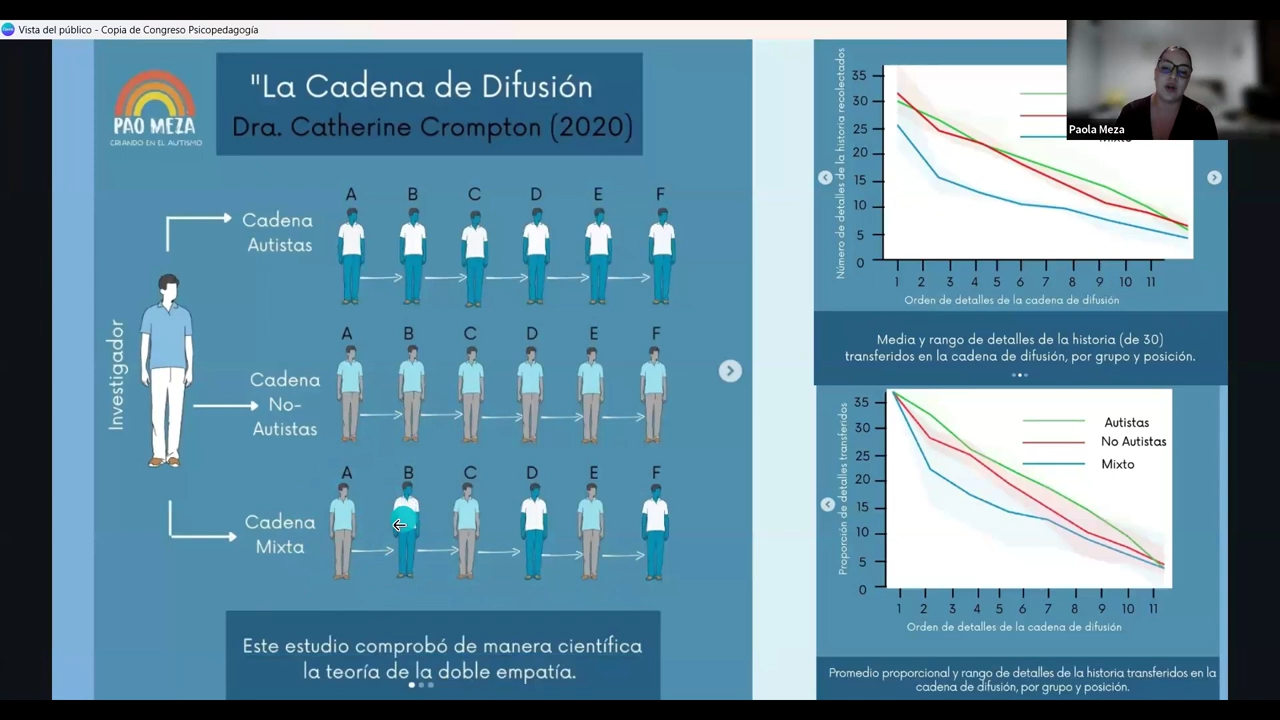 Vista del público - Copia de Congreso Psicopedagogía
PAO MEZA
CRIANDO EN EL AUTISMO
"La Cadena de Difusión
Dra. Catherine Crompton (2020)
Investigador
Cadena
Autistas
A B C D E F
Cadena
No-
Autistas
A B C D E F
Cadena
Mixta
A B C D E F
Este estudio comprobó de manera científica
la teoría de la doble empatía.
Número de detalles de la historia recolectados
35
30
25
20
15
10
5
0
1 2 3 4 5 6 7 8 9 10 11
Orden de detalles de la cadena de difusión
Media y rango de detalles de la historia (de 30)
transferidos en la cadena de difusión, por grupo y posición.
Paola Meza
Proporción de detalles transferidos
35
30
25
20
15
10
5
0
Autistas
No Autistas
Mixto
1 2 3 4 5 6 7 8 9 10 11
Orden de detalles de la cadena de difusión
Promedio proporcional y rango de detalles de la historia transferidos en la
cadena de difusión, por grupo y posición.